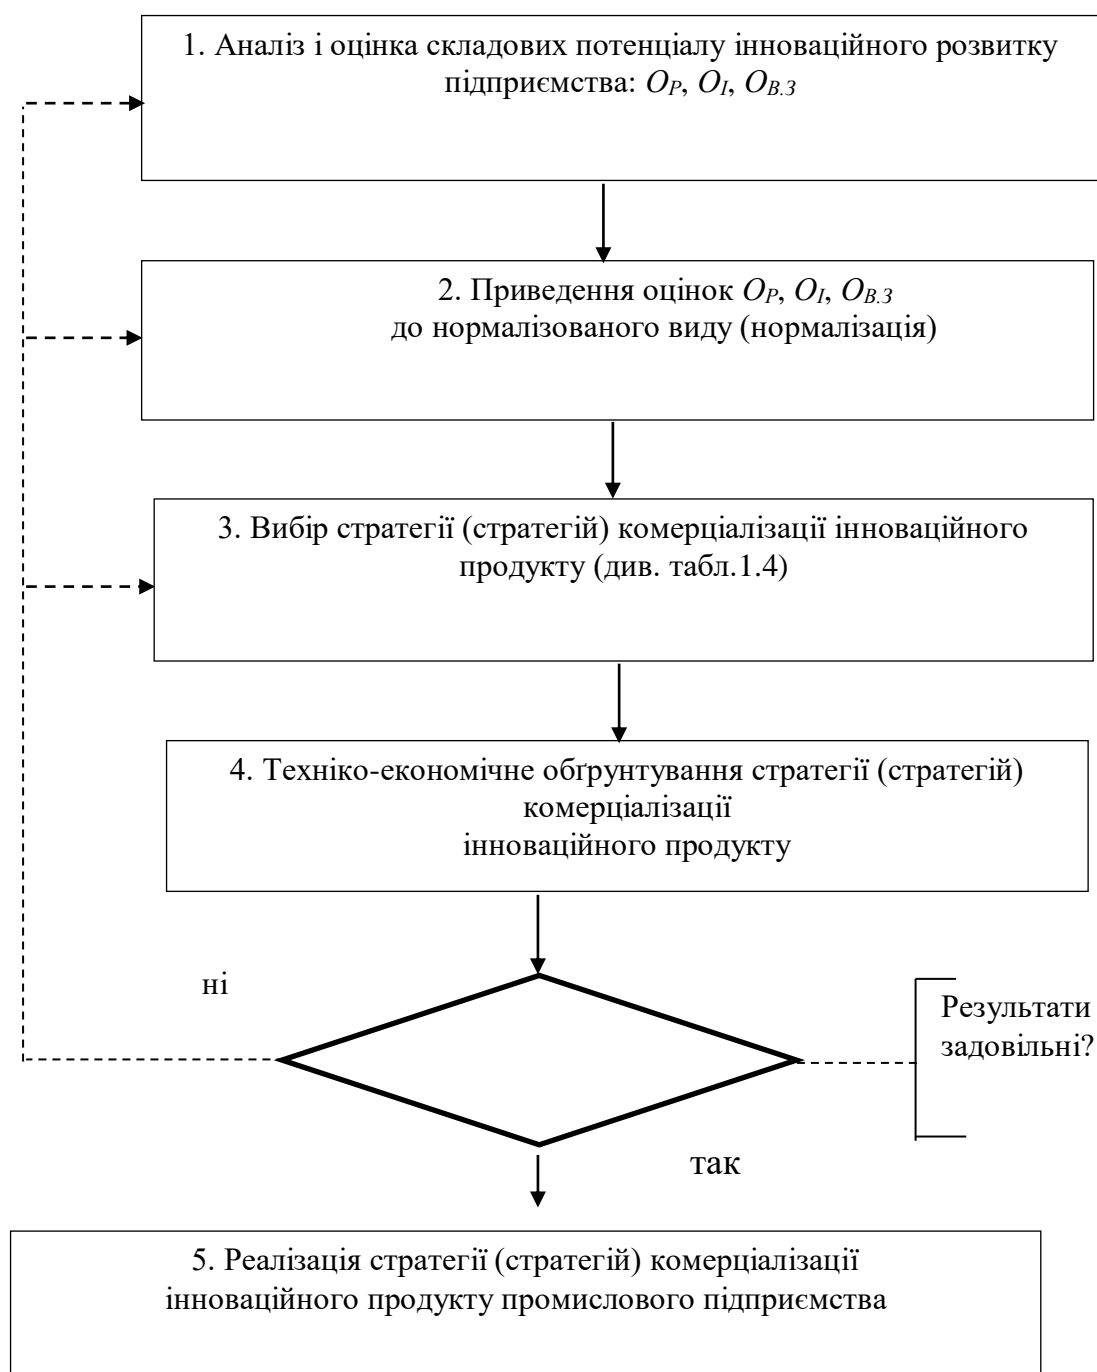 1. Аналіз і оцінка складових потенціалу інноваційного розвитку
підприємства: OP, OI, OВ.З
2. Приведення оцінок OP, OI, OВ.З
до нормалізованого виду (нормалізація)
3. Вибір стратегії (стратегій) комерціалізації інноваційного
продукту (див. табл.1.4)
4. Техніко-економічне обґрунтування стратегії (стратегій)
комерціалізації
інноваційного продукту
ні
Результати
задовільні?
так
5. Реалізація стратегії (стратегій) комерціалізації
інноваційного продукту промислового підприємства